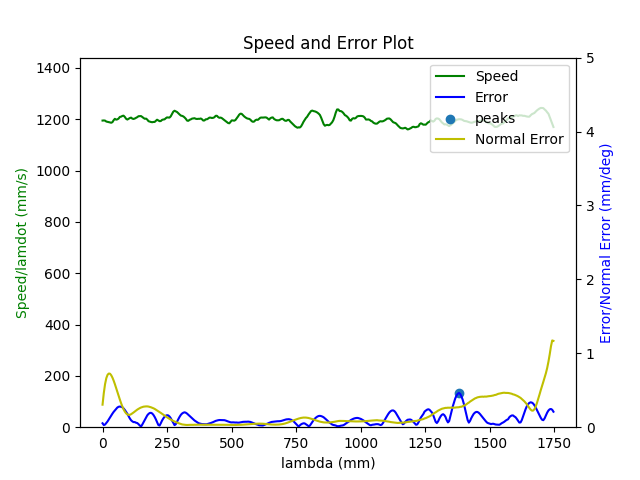 Speed and Error Plot
Speed
Error
peaks
Normal Error
1400
1200
1000
800
600
400
200
0
Speed/lamdot (mm/s)
5
4
3
2
1
0
Error/Normal Error (mm/deg)
0
250
500
750
1000
1250
1500
1750
lambda (mm)